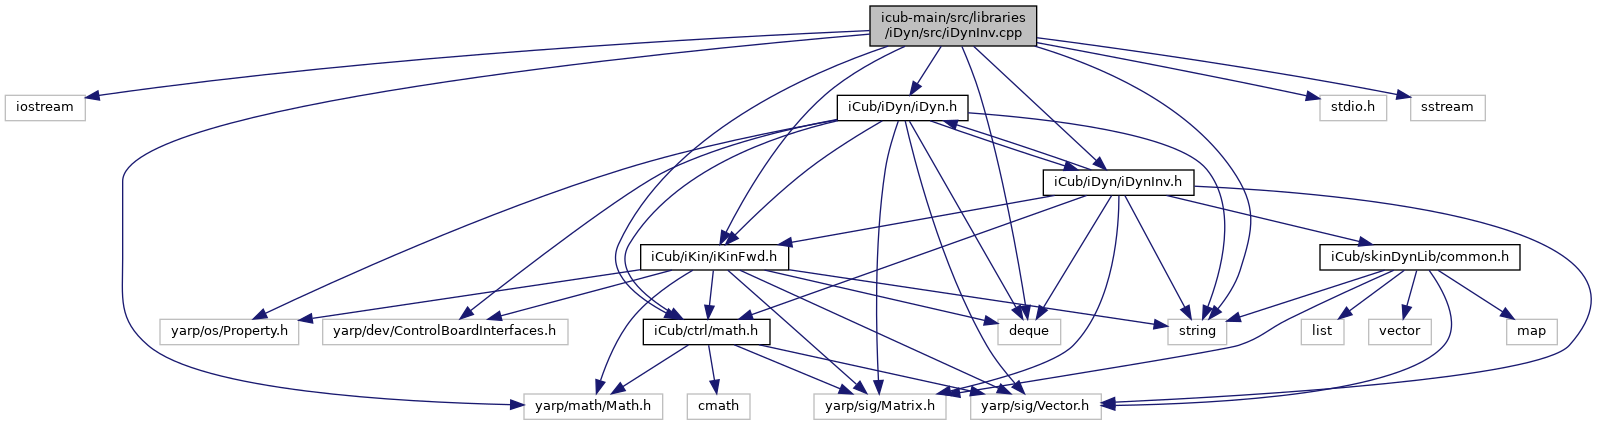 icub-main/src/libraries
/iDyn/src/iDynInv.cpp
iostream
iCub/iDyn/iDyn.h
stdio.h
sstream
iCub/iDyn/iDynInv.h
iCub/iKin/iKinFwd.h
iCub/skinDynLib/common.h
yarp/os/Property.h
yarp/dev/ControlBoardInterfaces.h
iCub/ctrl/math.h
deque
string
list
vector
map
yarp/math/Math.h
cmath
yarp/sig/Matrix.h
yarp/sig/Vector.h